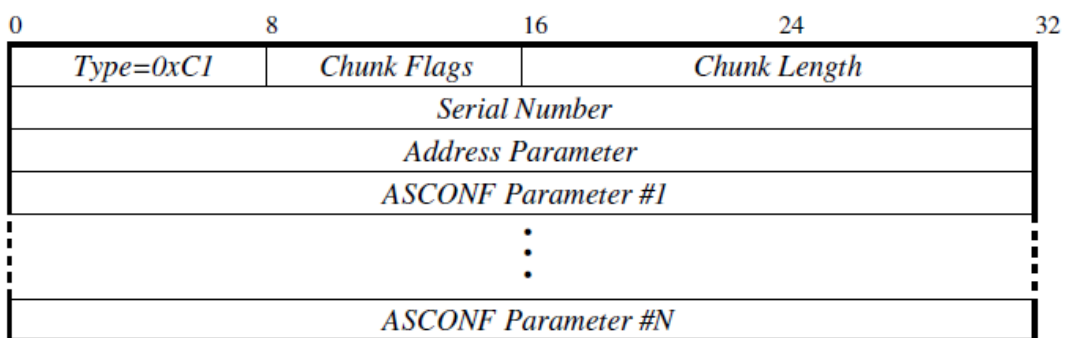 0 8 16 24 32
Type=0xC1 Chunk Flags Chunk Length
Serial Number
Address Parameter
ASCONF Parameter #1
ASCONF Parameter #N